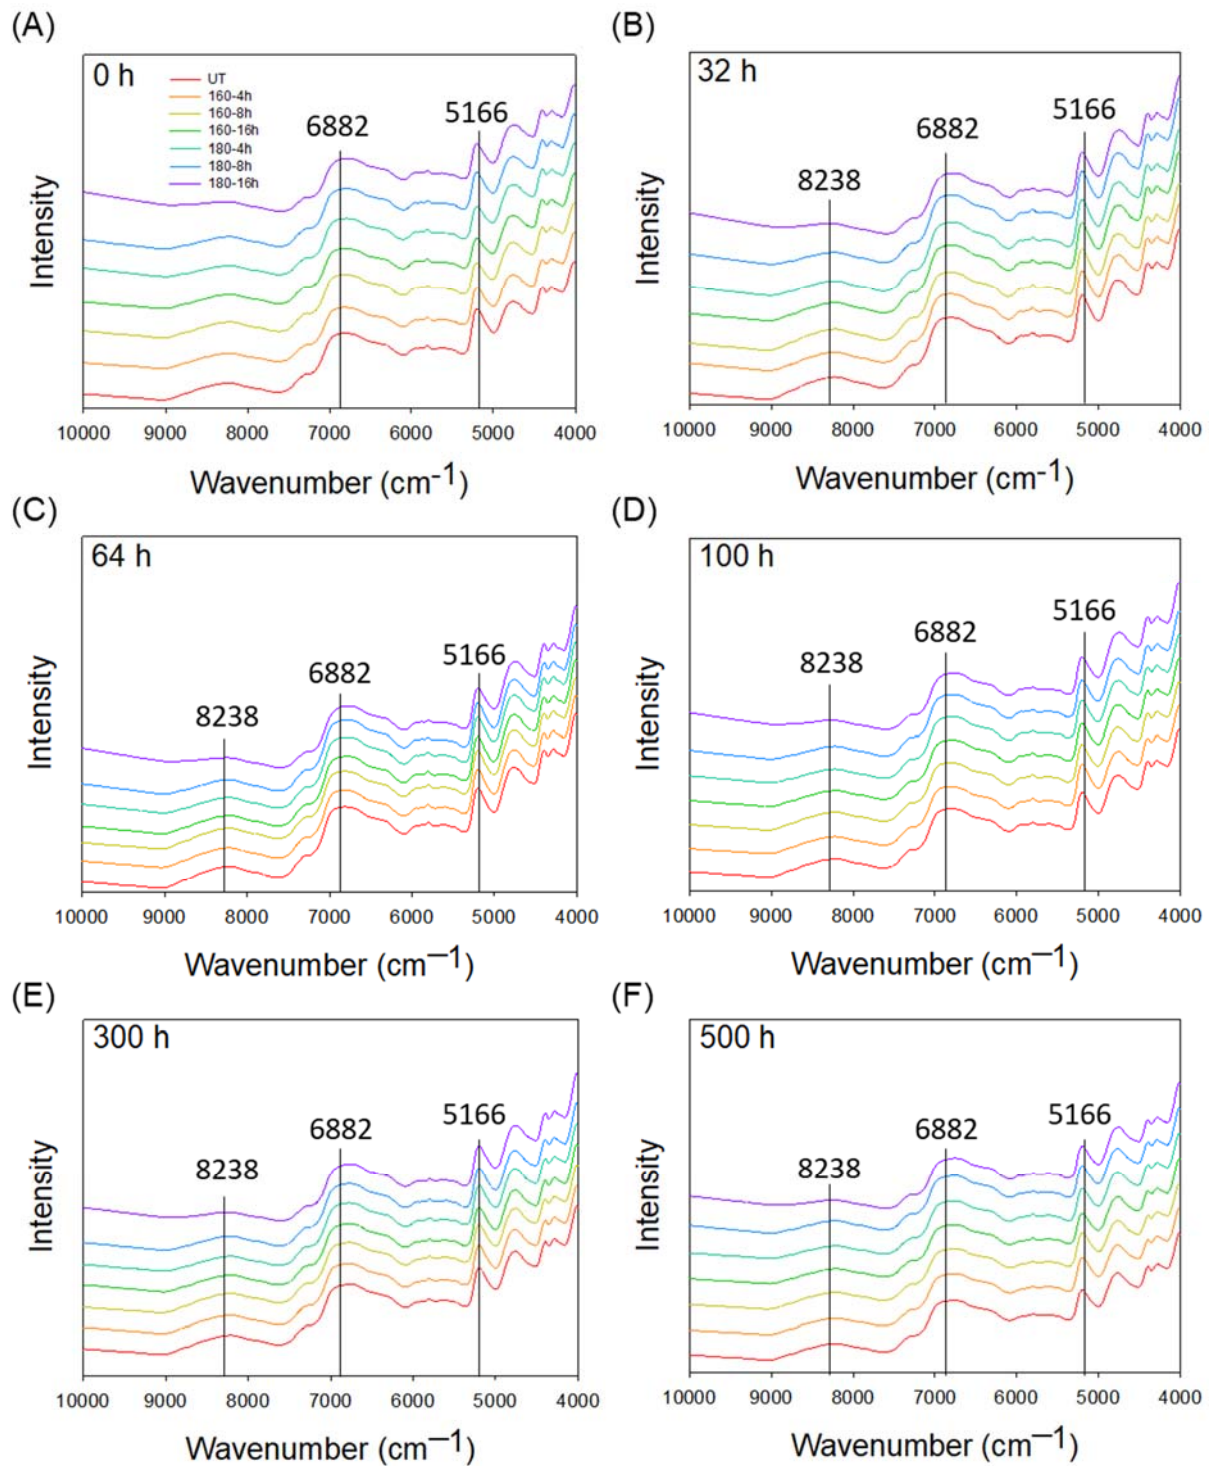 (A)
0 h
UT
160-4h
160-8h
160-16h
180-4h
180-8h
180-16h
6882
5166
Intensity
10000 9000 8000 7000 6000 5000 4000
Wavenumber (cm-1)
(B)
32 h
8238
6882
5166
Intensity
10000 9000 8000 7000 6000 5000 4000
Wavenumber (cm-1)
(C)
64 h
8238
6882
5166
Intensity
10000 9000 8000 7000 6000 5000 4000
Wavenumber (cm—1)
(D)
100 h
8238
6882
5166
Intensity
10000 9000 8000 7000 6000 5000 4000
Wavenumber (cm—1)
(E)
300 h
8238
6882
5166
Intensity
10000 9000 8000 7000 6000 5000 4000
Wavenumber (cm—1)
(F)
500 h
8238
6882
5166
Intensity
10000 9000 8000 7000 6000 5000 4000
Wavenumber (cm—1)